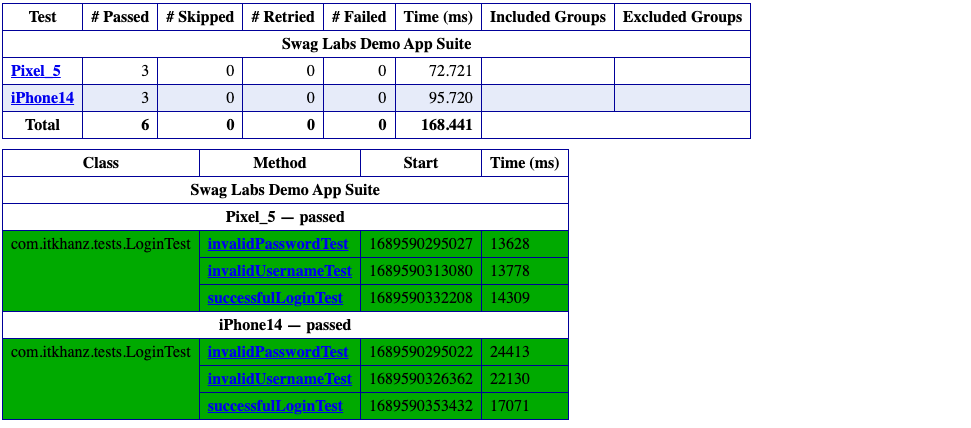 Test # Passed # Skipped # Retried # Failed Time (ms) Included Groups Excluded Groups
Swag Labs Demo App Suite
Pixel_5 3 0 0 0 72.721
iPhone14 3 0 0 0 95.720
Total 6 0 0 0 168.441
Class Method Start Time (ms)
Swag Labs Demo App Suite
Pixel_5 — passed
com.itkhanz.tests.LoginTest invalidPasswordTest 1689590295027 13628
invalidUsernameTest 1689590313080 13778
successfulLoginTest 1689590332208 14309
iPhone14 — passed
com.itkhanz.tests.LoginTest invalidPasswordTest 1689590295022 24413
invalidUsernameTest 1689590326362 22130
successfulLoginTest 1689590353432 17071